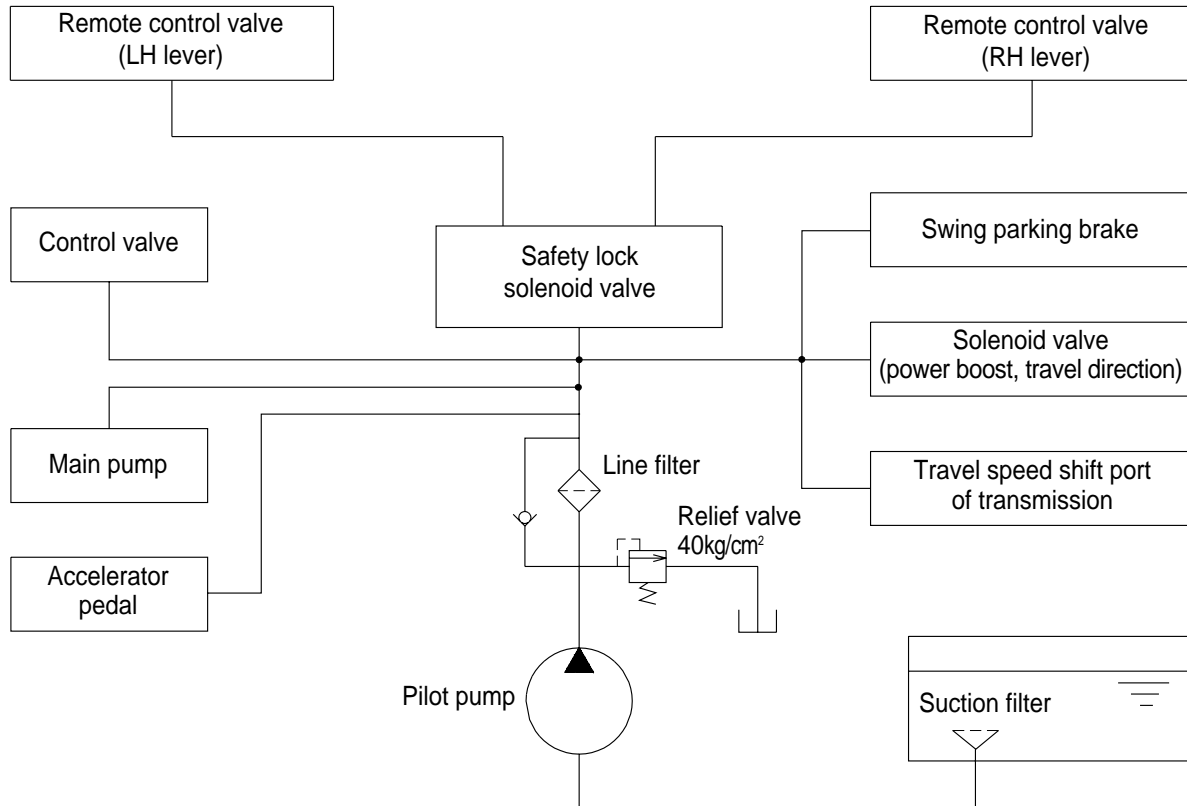 Remote control valve
(LH lever)
Remote control valve
(RH lever)
Control valve
Safety lock
solenoid valve
Swing parking brake
Solenoid valve
(power boost, travel direction)
Main pump
Line filter
Travel speed shift port
of transmission
Relief valve
40kg/cm²
Accelerator
pedal
Pilot pump
Suction filter